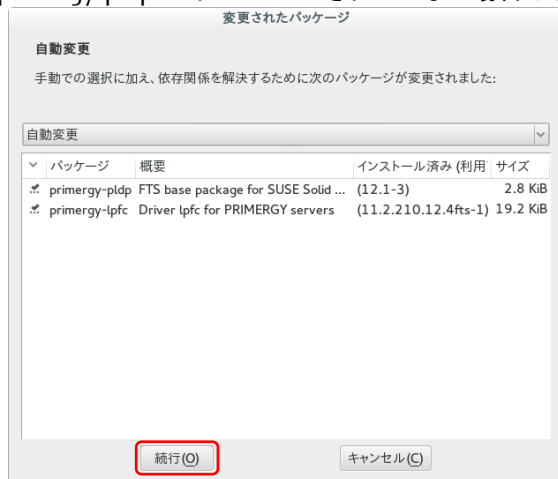 変更されたパッケージ
自動変更
手動での選択に加え、依存関係を解決するために次のパッケージが変更されました:
自動変更
パッケージ 概要 インストール済み (利用 サイズ
primergy-pldp FTS base package for SUSE Solid ... (12.1-3) 2.8 KiB
primergy-lpfc Driver lpfc for PRIMERGY servers (11.2.210.12.4fts-1) 19.2 KiB
続行(O) キャンセル(C)